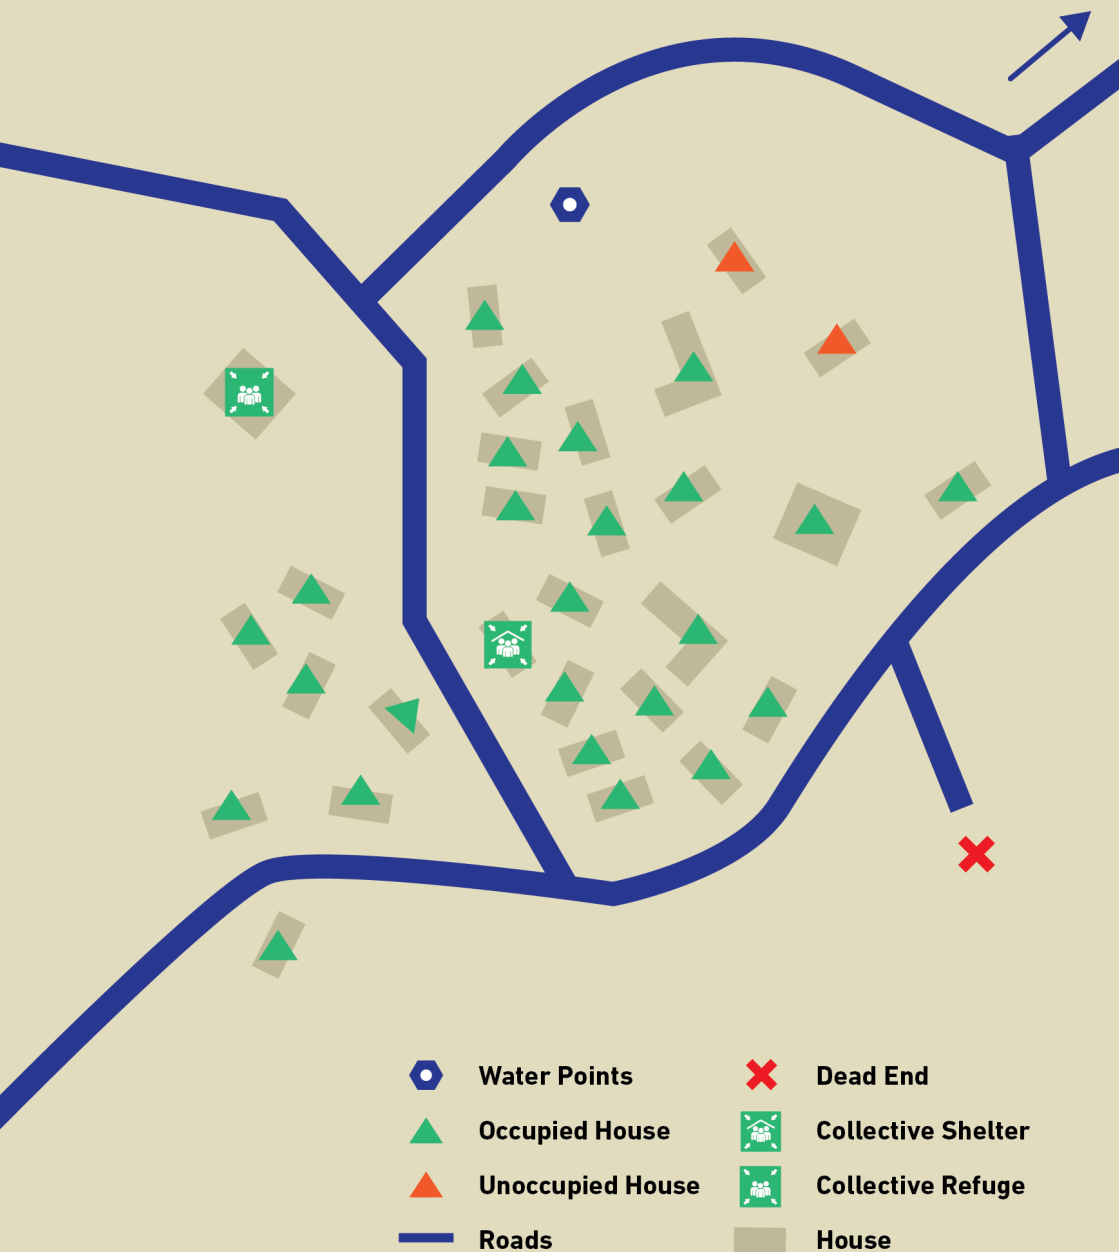 Water Points
Dead End
Occupied House
Collective Shelter
Unoccupied House
Collective Refuge
Roads
House